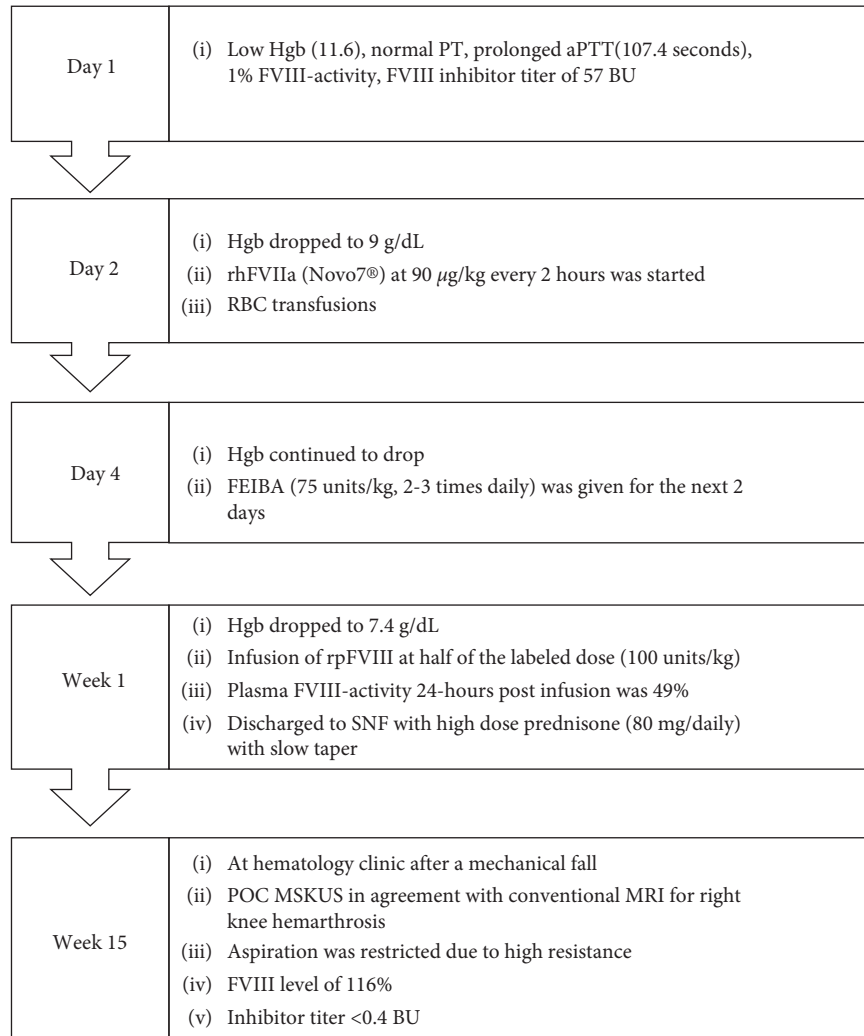 Day 1
(i) Low Hgb (11.6), normal PT, prolonged aPTT(107.4 seconds),
1% FVIII-activity, FVIII inhibitor titer of 57 BU
Day 2
(i) Hgb dropped to 9 g/dL
(ii) rhFVIIa (Novo7®) at 90 μg/kg every 2 hours was started
(iii) RBC transfusions
Day 4
(i) Hgb continued to drop
(ii) FEIBA (75 units/kg, 2-3 times daily) was given for the next 2
days
Week 1
(i) Hgb dropped to 7.4 g/dL
(ii) Infusion of rpFVIII at half of the labeled dose (100 units/kg)
(iii) Plasma FVIII-activity 24-hours post infusion was 49%
(iv) Discharged to SNF with high dose prednisone (80 mg/daily)
with slow taper
Week 15
(i) At hematology clinic after a mechanical fall
(ii) POC MSKUS in agreement with conventional MRI for right
knee hemarthrosis
(iii) Aspiration was restricted due to high resistance
(iv) FVIII level of 116%
(v) Inhibitor titer <0.4 BU